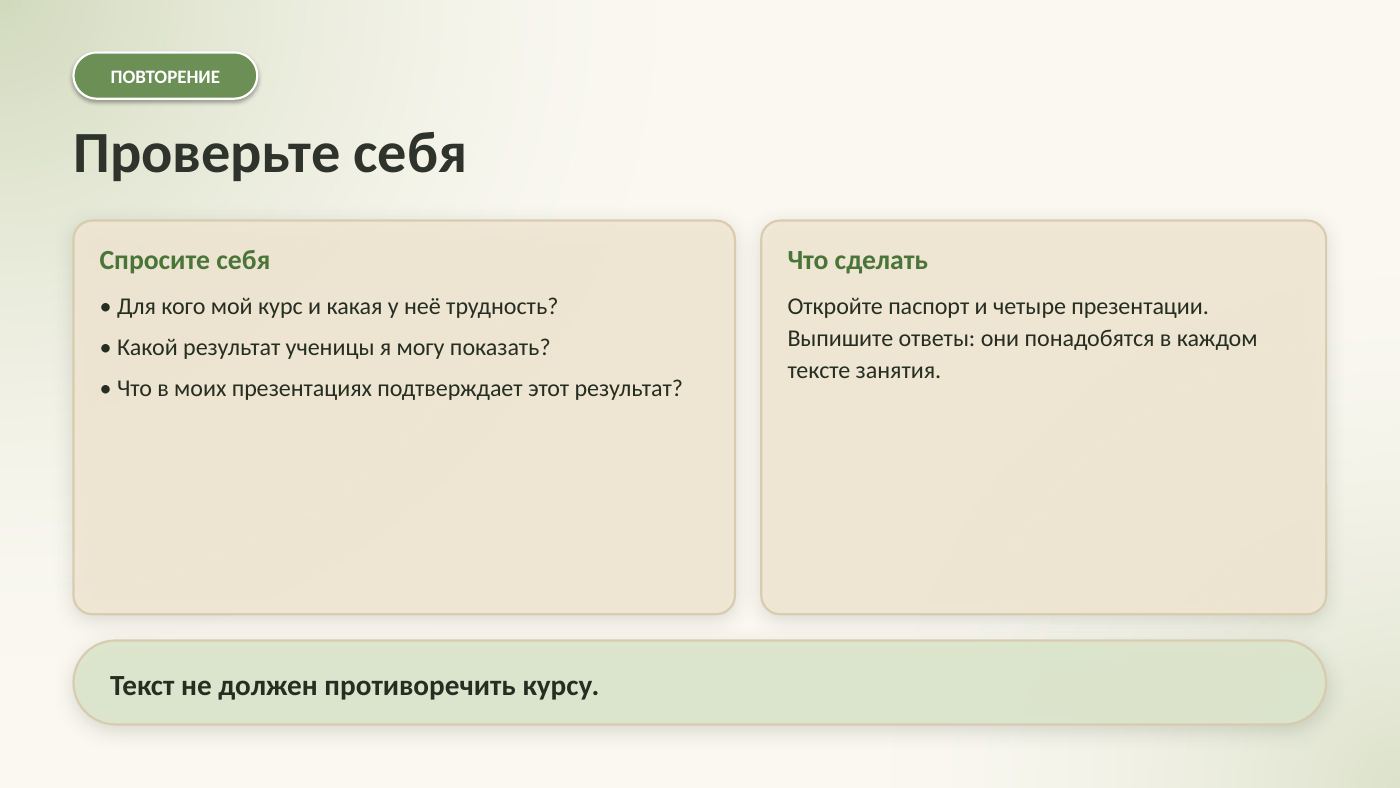 ПОВТОРЕНИЕ
Проверьте себя
Спросите себя
• Для кого мой курс и какая у неё трудность?
• Какой результат ученицы я могу показать?
• Что в моих презентациях подтверждает этот результат?
Что сделать
Откройте паспорт и четыре презентации.
Выпишите ответы: они понадобятся в каждом
тексте занятия.
Текст не должен противоречить курсу.